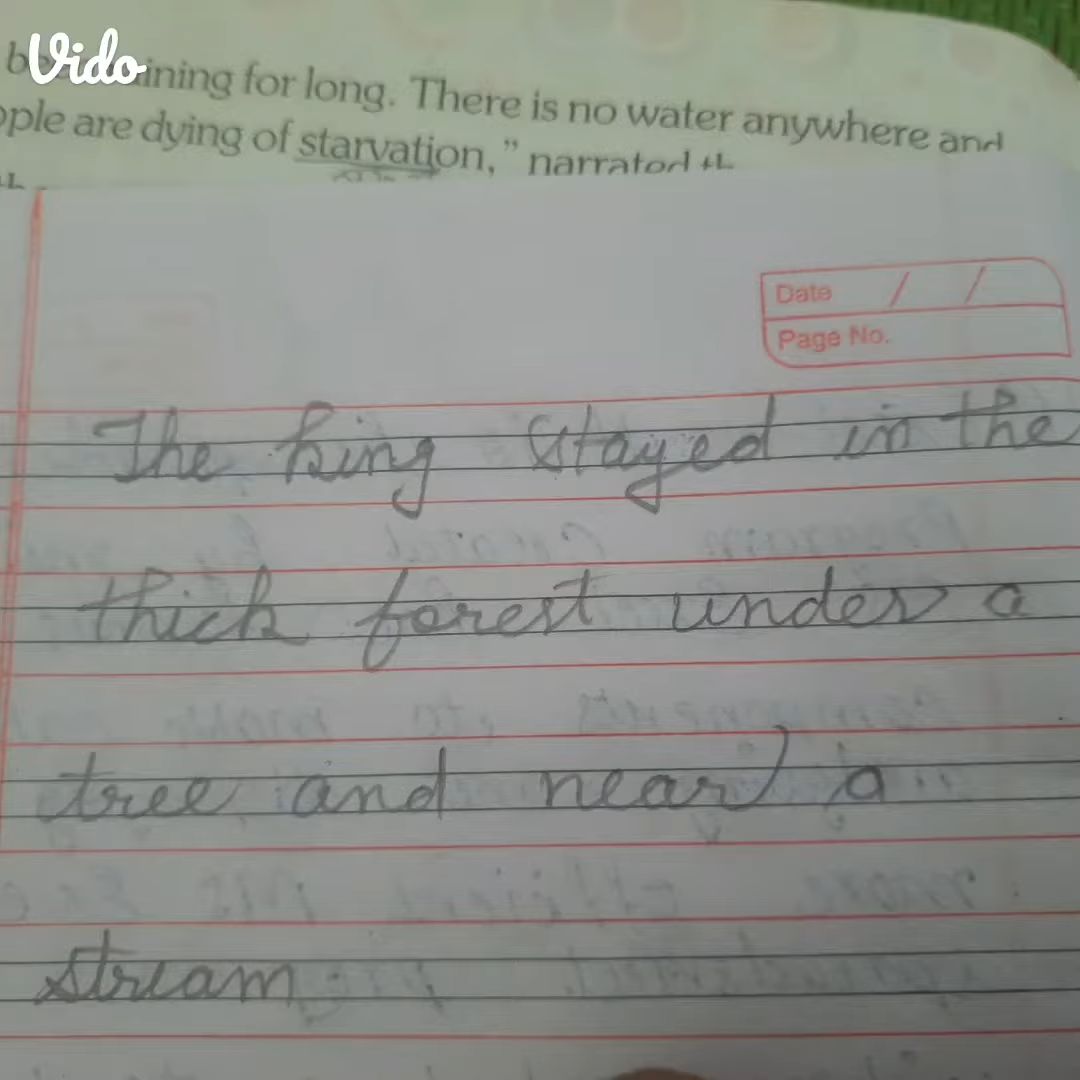 Vido
ining for long. There is no water anywhere and
ople are dying of starvation," narrated
Date / /
Page No.
The king stayed in the
thick forest under a
tree and near a
stream